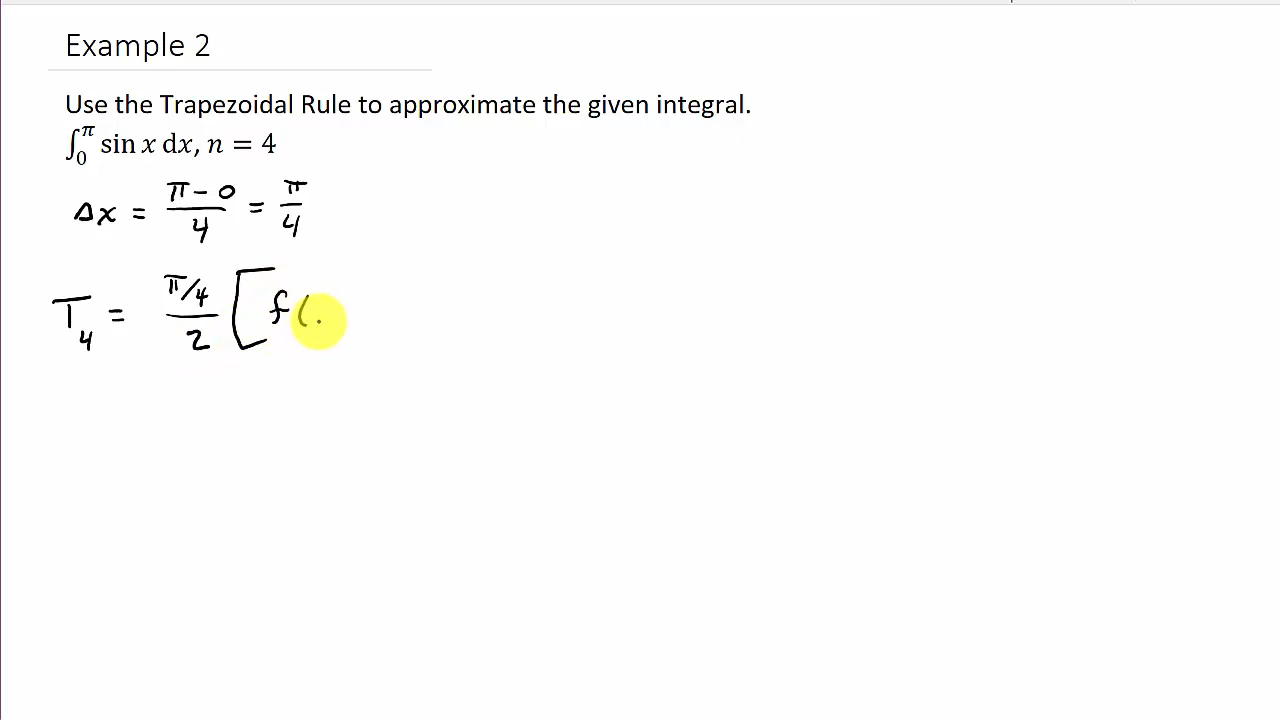 Example 2
Use the Trapezoidal Rule to approximate the given integral.
∫₀^π sin x dx, n = 4
Δx = (π − 0)/4 = π/4
T₄ = (π/4)/2 [ f(.